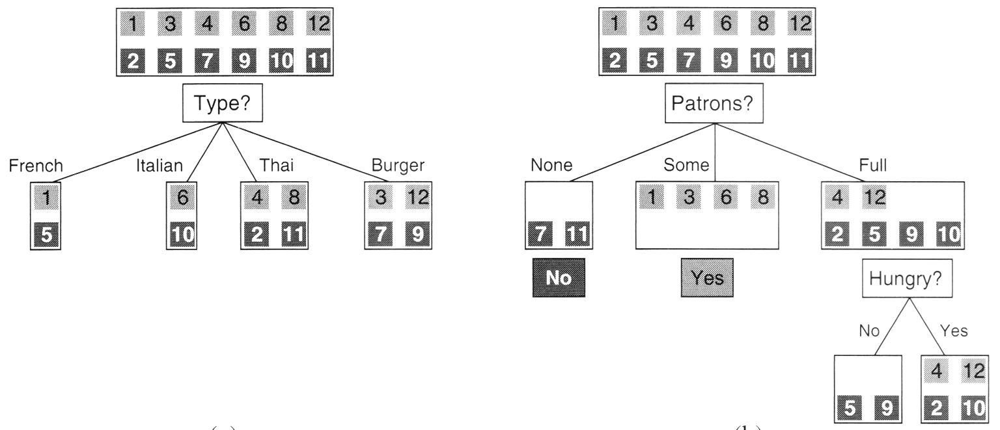 1 3 4 6 8 12
2 5 7 9 10 11
Type?
French Italian Thai Burger
1 6 4 8 3 12
5 10 2 11 7 9
1 3 4 6 8 12
2 5 7 9 10 11
Patrons?
None Some Full
1 3 6 8 4 12
7 11 2 5 9 10
No Yes Hungry?
No Yes
4 12
5 9 2 10